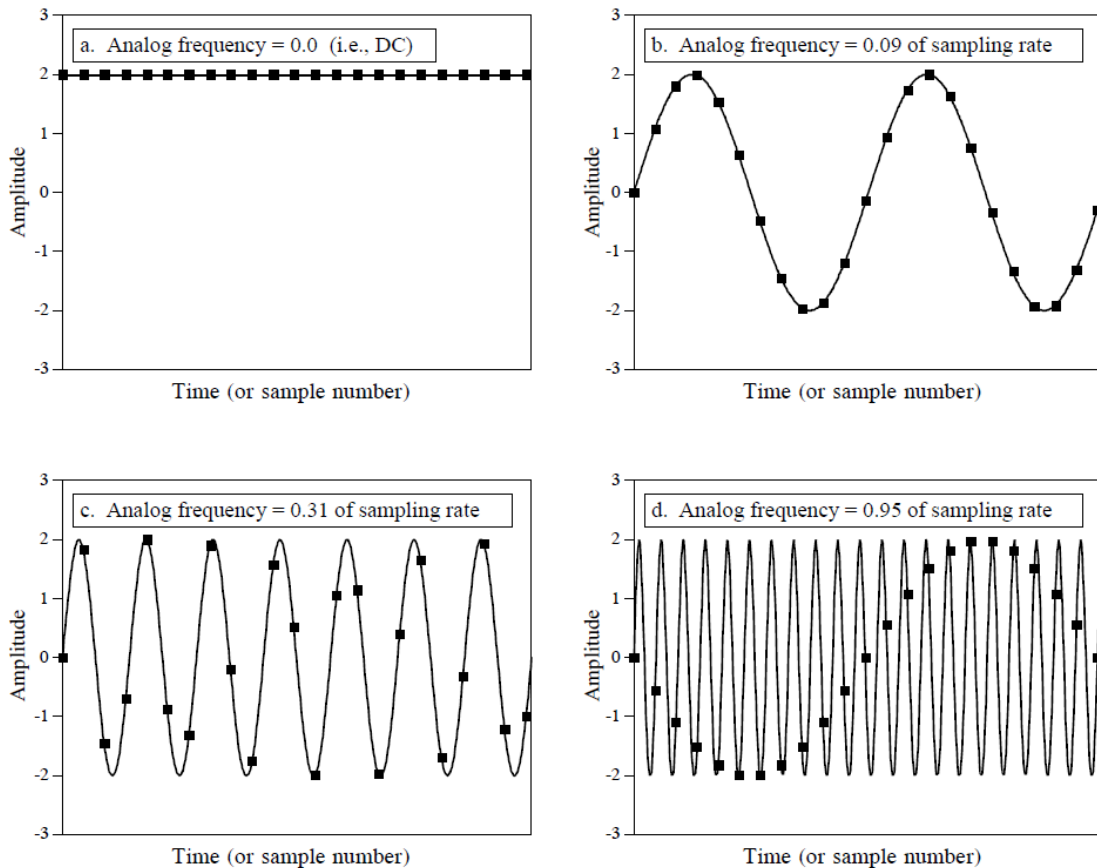 3
a. Analog frequency = 0.0 (i.e., DC)
2
1
0
-1
-2
-3
Amplitude
Time (or sample number)
3
b. Analog frequency = 0.09 of sampling rate
2
1
0
-1
-2
-3
Amplitude
Time (or sample number)
3
c. Analog frequency = 0.31 of sampling rate
2
1
0
-1
-2
-3
Amplitude
Time (or sample number)
3
d. Analog frequency = 0.95 of sampling rate
2
1
0
-1
-2
-3
Amplitude
Time (or sample number)